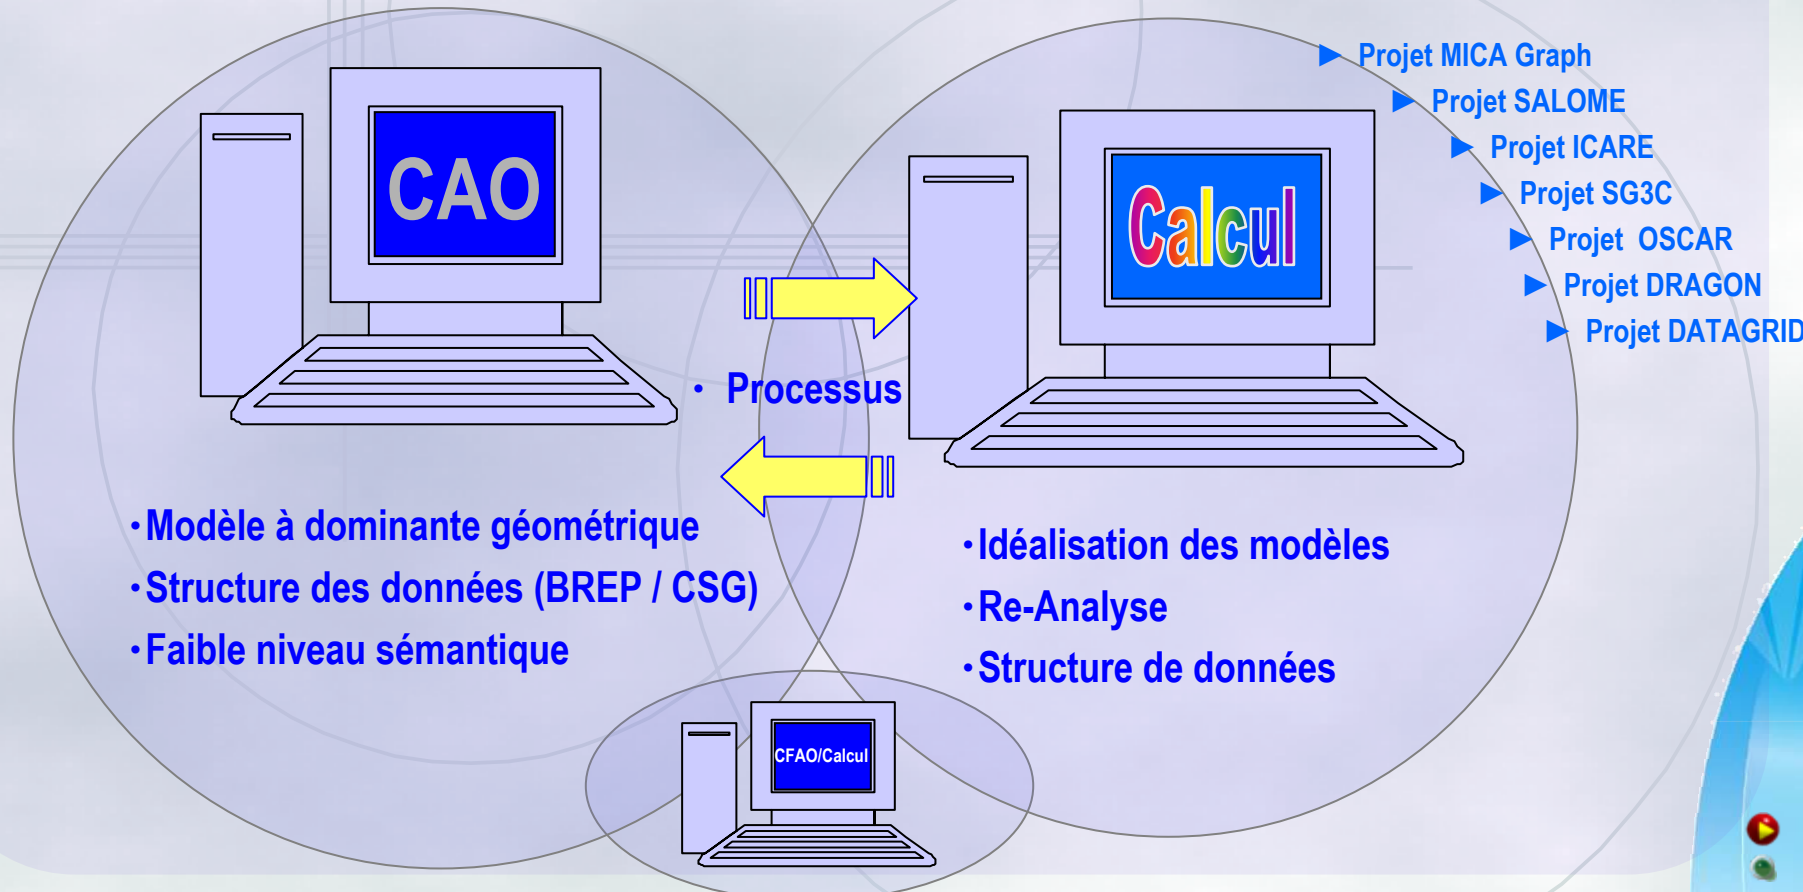 Projet MICA Graph
Projet SALOME
Projet ICARE
Projet SG3C
Projet OSCAR
Projet DRAGON
Projet DATAGRID
CAO
Calcul
• Processus
• Modèle à dominante géométrique
• Structure des données (BREP / CSG)
• Faible niveau sémantique
• Idéalisation des modèles
• Re-Analyse
• Structure de données
CFAO/Calcul